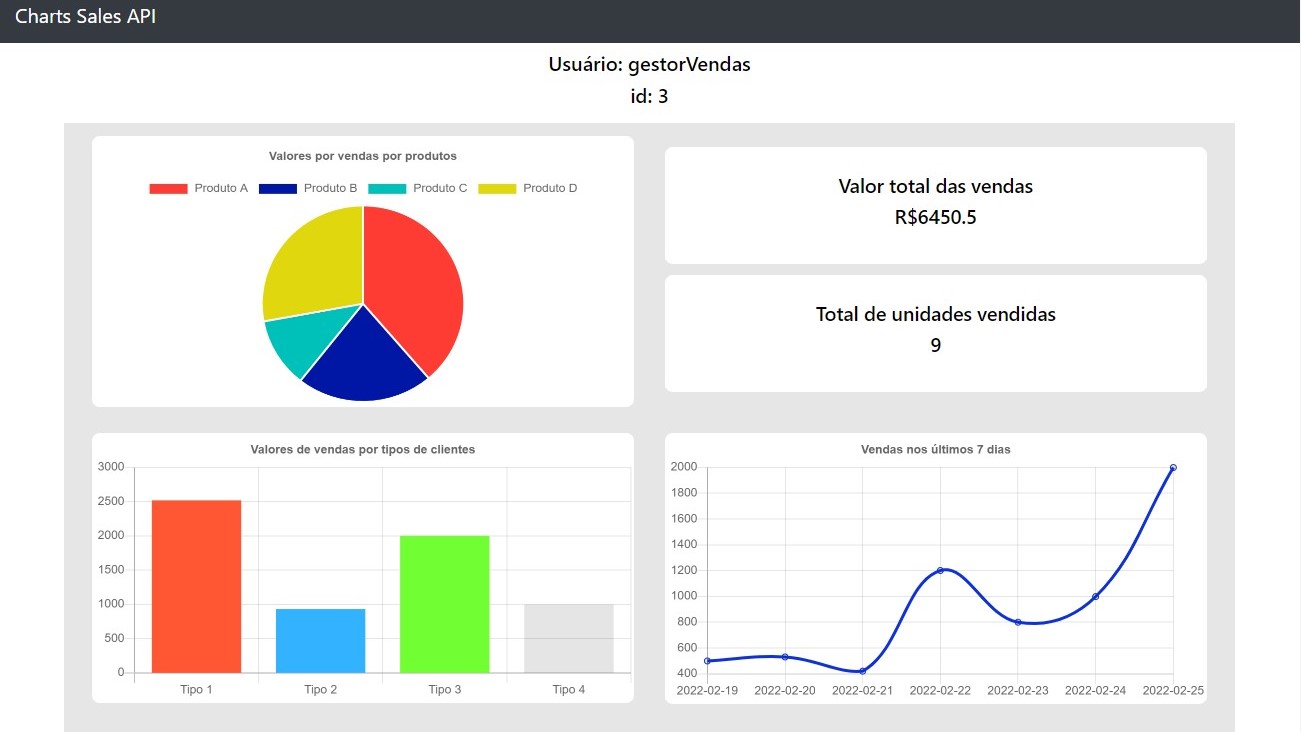 Charts Sales API
Usuário: gestorVendas
id: 3
Valores por vendas por produtos
Produto A Produto B Produto C Produto D
Valor total das vendas
R$6450.5
Total de unidades vendidas
9
Valores de vendas por tipos de clientes
3000
2500
2000
1500
1000
500
0
Tipo 1 Tipo 2 Tipo 3 Tipo 4
Vendas nos últimos 7 dias
2000
1800
1600
1400
1200
1000
800
600
400
2022-02-19 2022-02-20 2022-02-21 2022-02-22 2022-02-23 2022-02-24 2022-02-25